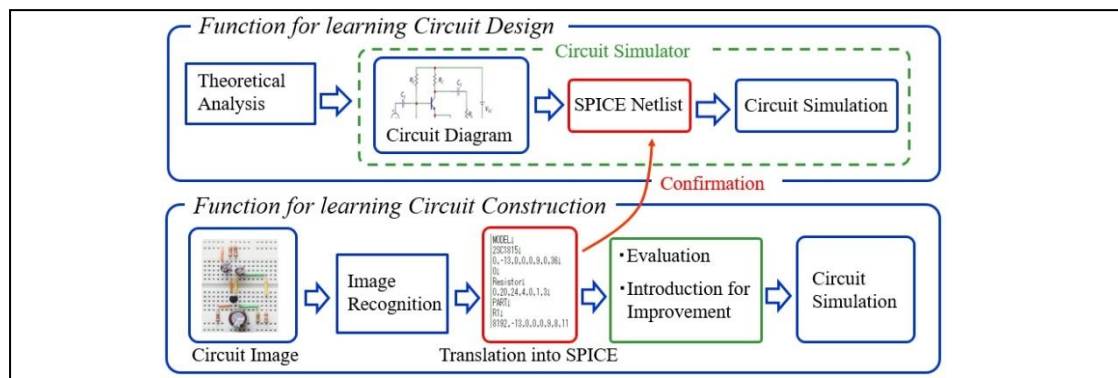 Function for learning Circuit Design
Circuit Simulator
Theoretical
Analysis
Circuit Diagram
SPICE Netlist
Circuit Simulation
Confirmation
Function for learning Circuit Construction
Circuit Image
Image
Recognition
MODEL;
2SC1815;
0,-13,0,0,0,9,0,36;
0;
Resistor;
0,20,24,4,0,1,3;
PART;
R1;
8192,-13,0,0,0,9,8,11
Translation into SPICE
・Evaluation
・Introduction for
Improvement
Circuit
Simulation